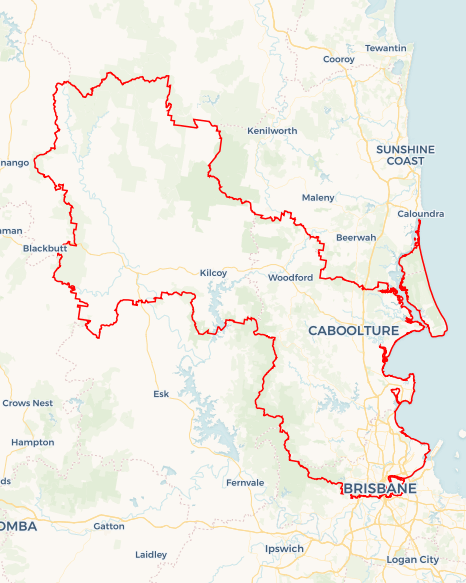 Tewantin
Cooroy
Kenilworth
SUNSHINE
COAST
nango
Maleny
Caloundra
man
Beerwah
Blackbutt
Kilcoy
Woodford
CABOOLTURE
Esk
Crows Nest
Hampton
ds
Fernvale
BRISBANE
OMBA
Gatton
Laidley
Ipswich
Logan City